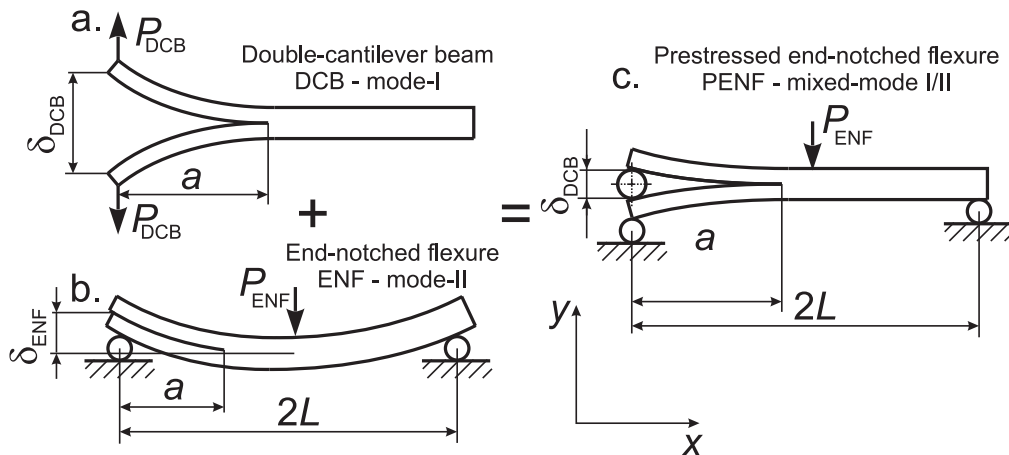 a.
P_DCB
Double-cantilever beam
DCB - mode-I
δ_DCB
a
P_DCB
+
=
b.
End-notched flexure
ENF - mode-II
P_ENF
δ_ENF
a
2L
c.
Prestressed end-notched flexure
PENF - mixed-mode I/II
P_ENF
δ_DCB
a
2L
y
x